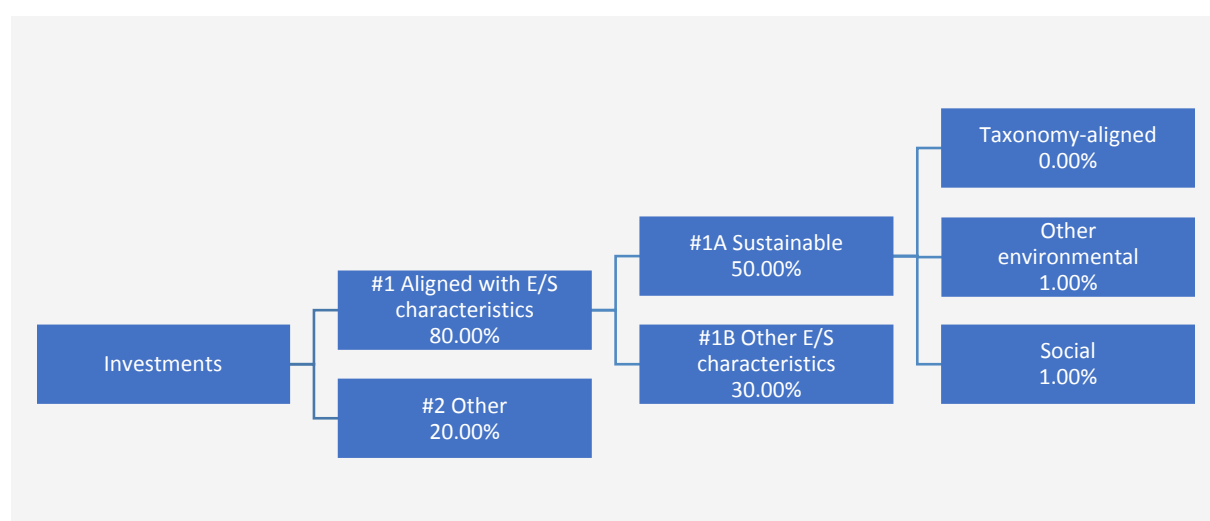 Investments
#1 Aligned with E/S
characteristics
80.00%
#2 Other
20.00%
#1A Sustainable
50.00%
#1B Other E/S
characteristics
30.00%
Taxonomy-aligned
0.00%
Other
environmental
1.00%
Social
1.00%